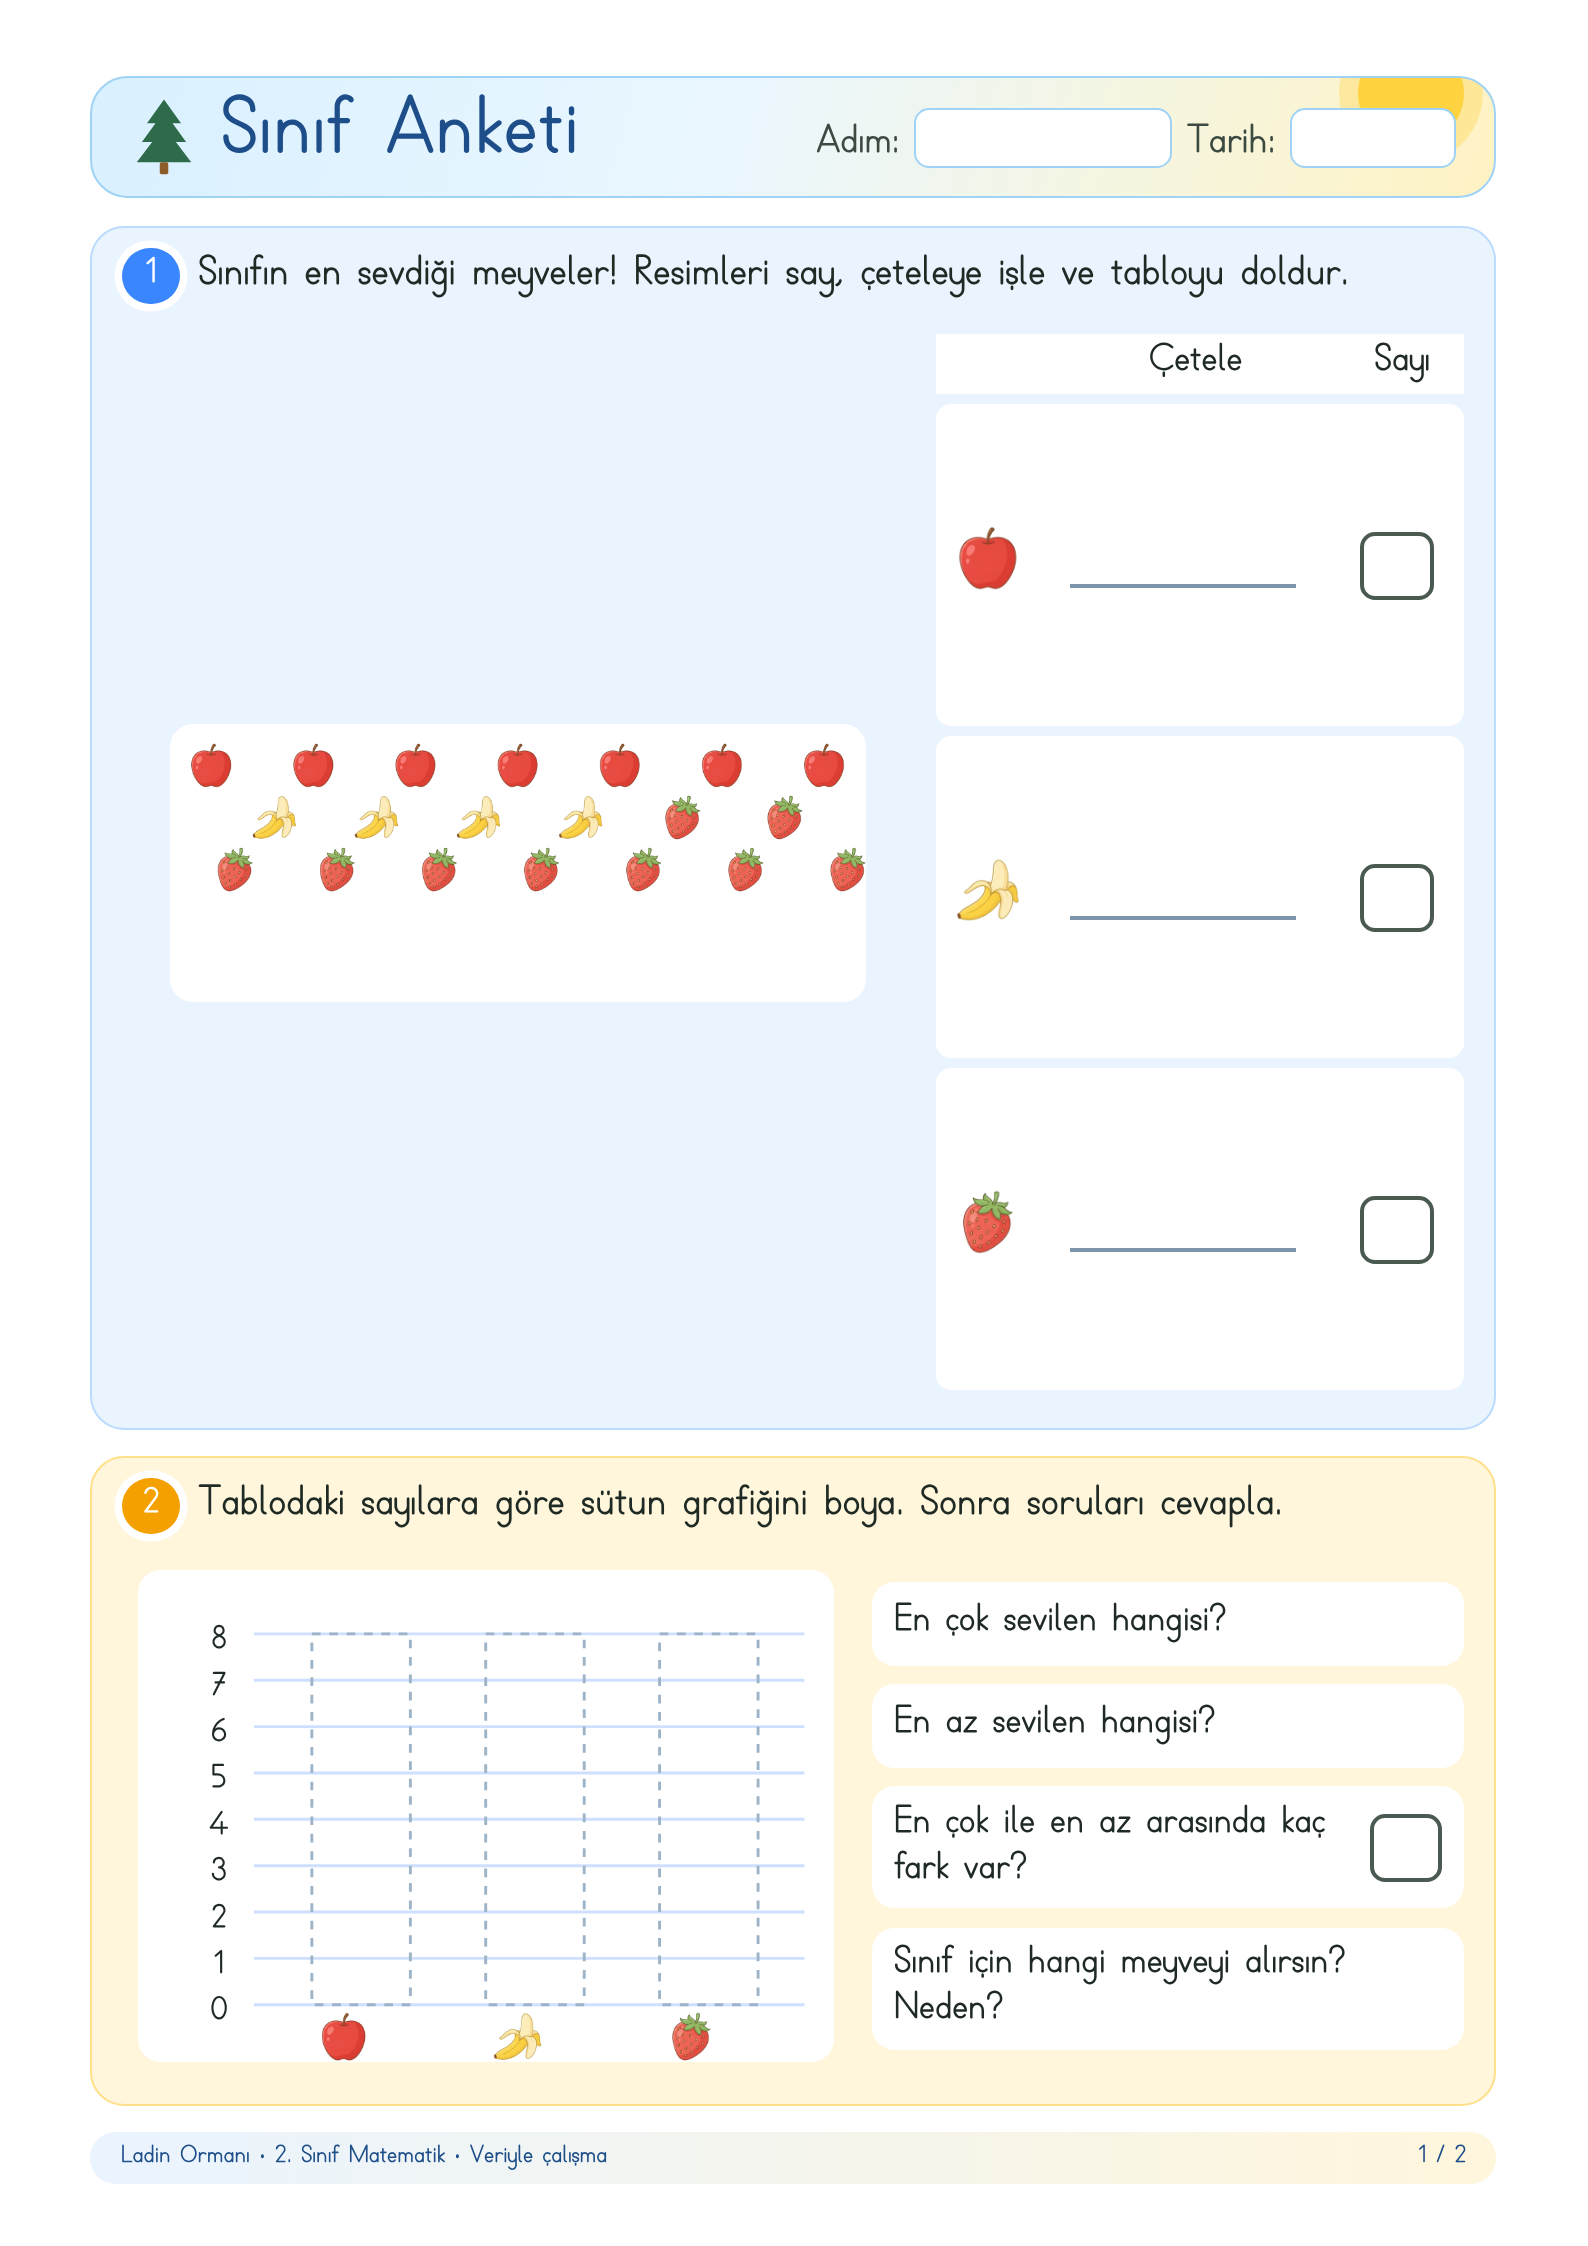 Sınıf Anketi
Adım:
Tarih:
1
Sınıfın en sevdiği meyveler! Resimleri say, çeteleye işle ve tabloyu doldur.
Çetele
Sayı
2
Tablodaki sayılara göre sütun grafiğini boya. Sonra soruları cevapla.
8
7
6
5
4
3
2
1
0
En çok sevilen hangisi?
En az sevilen hangisi?
En çok ile en az arasında kaç
fark var?
Sınıf için hangi meyveyi alırsın?
Neden?
Ladin Ormanı • 2. Sınıf Matematik • Veriyle çalışma
1 / 2